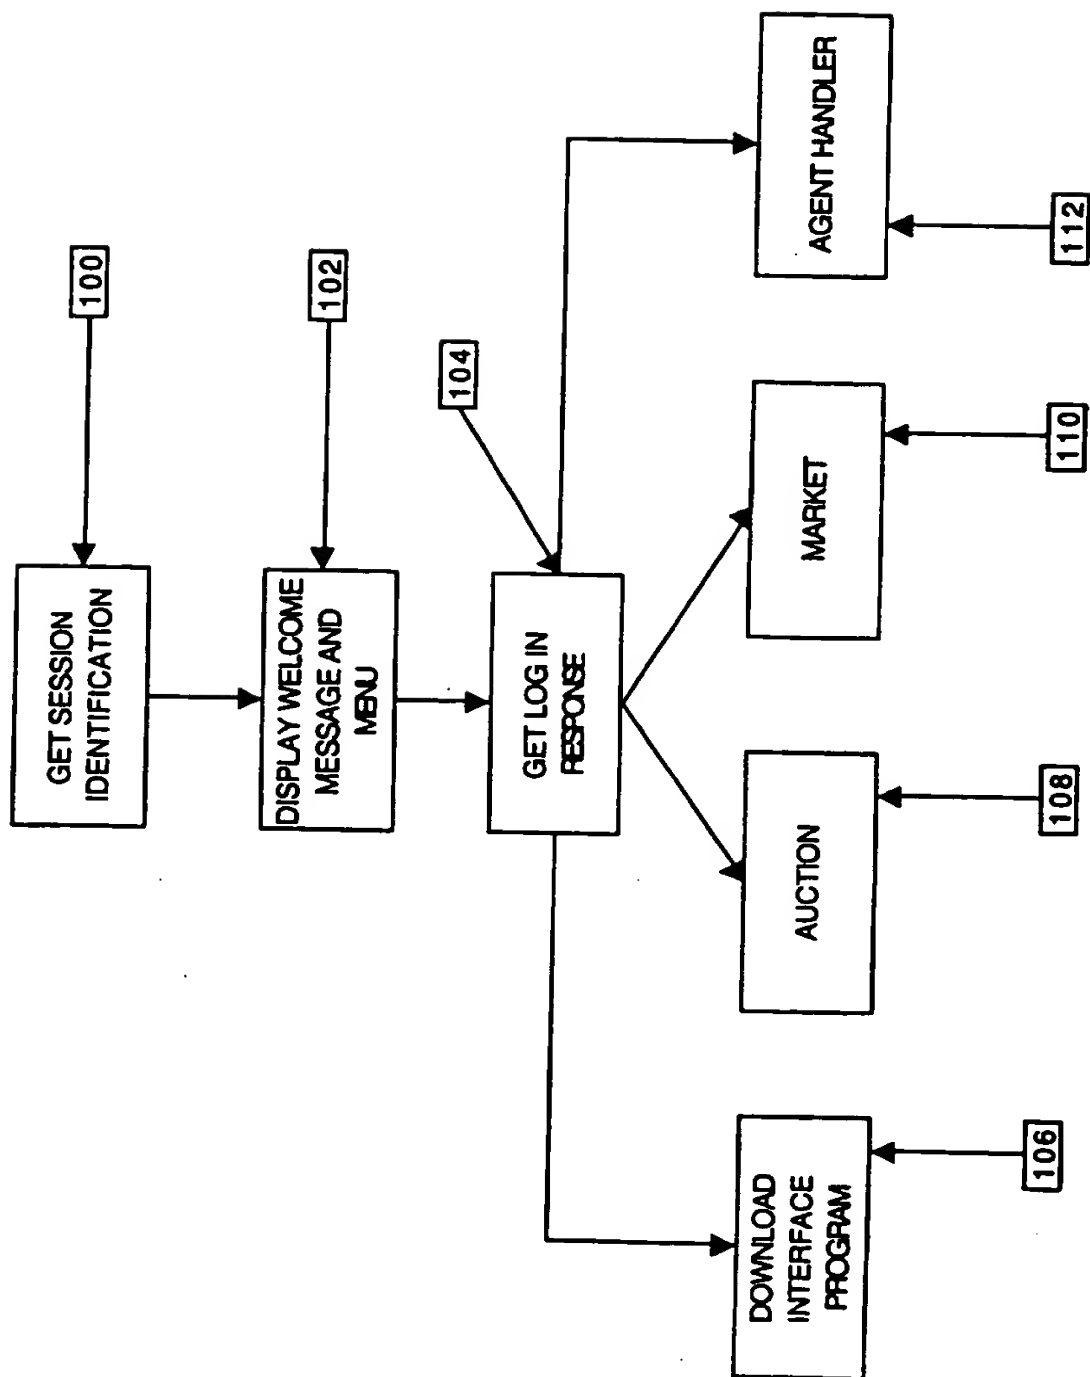 100
GET SESSION
IDENTIFICATION
102
DISPLAY WELCOME
MESSAGE AND
MENU
104
GET LOG IN
RESPONSE
DOWNLOAD
INTERFACE
PROGRAM
AUCTION
MARKET
AGENT HANDLER
106
108
110
112